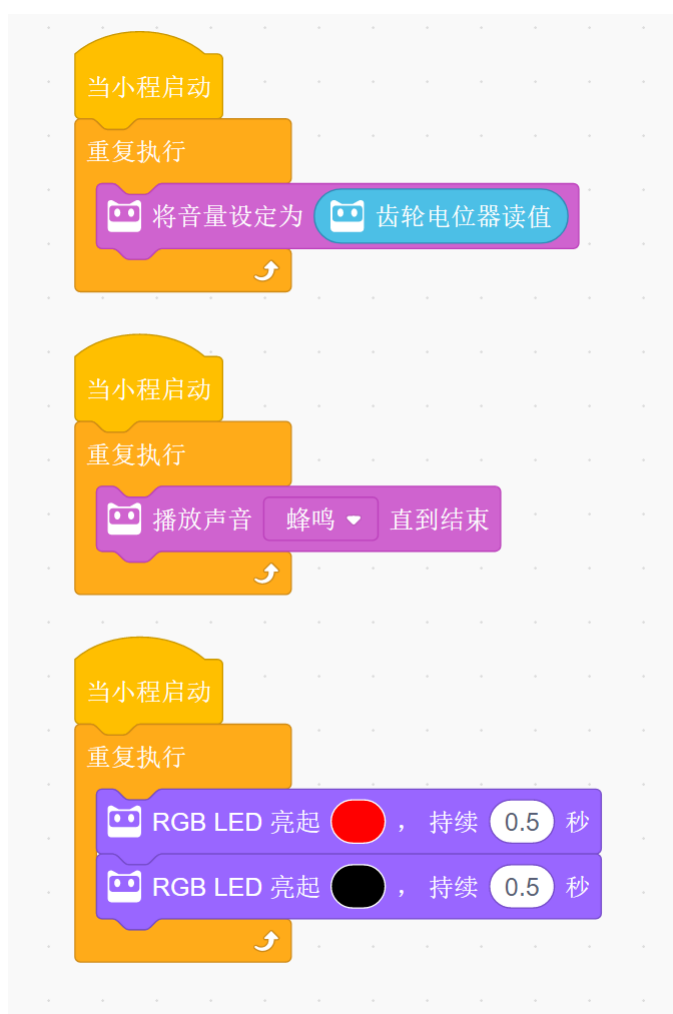 当小程启动
重复执行
将音量设定为 齿轮电位器读值
当小程启动
重复执行
播放声音 蜂鸣 直到结束
当小程启动
重复执行
RGB LED 亮起 ， 持续 0.5 秒
RGB LED 亮起 ， 持续 0.5 秒